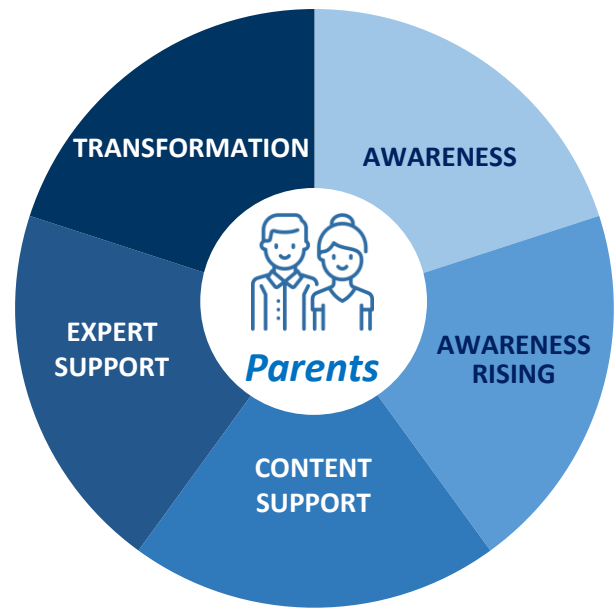 TRANSFORMATION
AWARENESS
EXPERT
SUPPORT
Parents
AWARENESS
RISING
CONTENT
SUPPORT